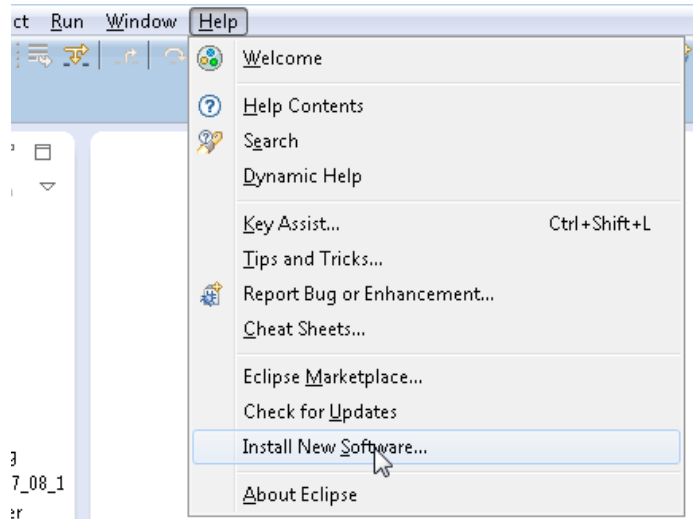 ct Run Window Help
Welcome
Help Contents
Search
Dynamic Help
Key Assist... Ctrl+Shift+L
Tips and Tricks...
Report Bug or Enhancement...
Cheat Sheets...
Eclipse Marketplace...
Check for Updates
Install New Software...
g
7_08_1
About Eclipse
er